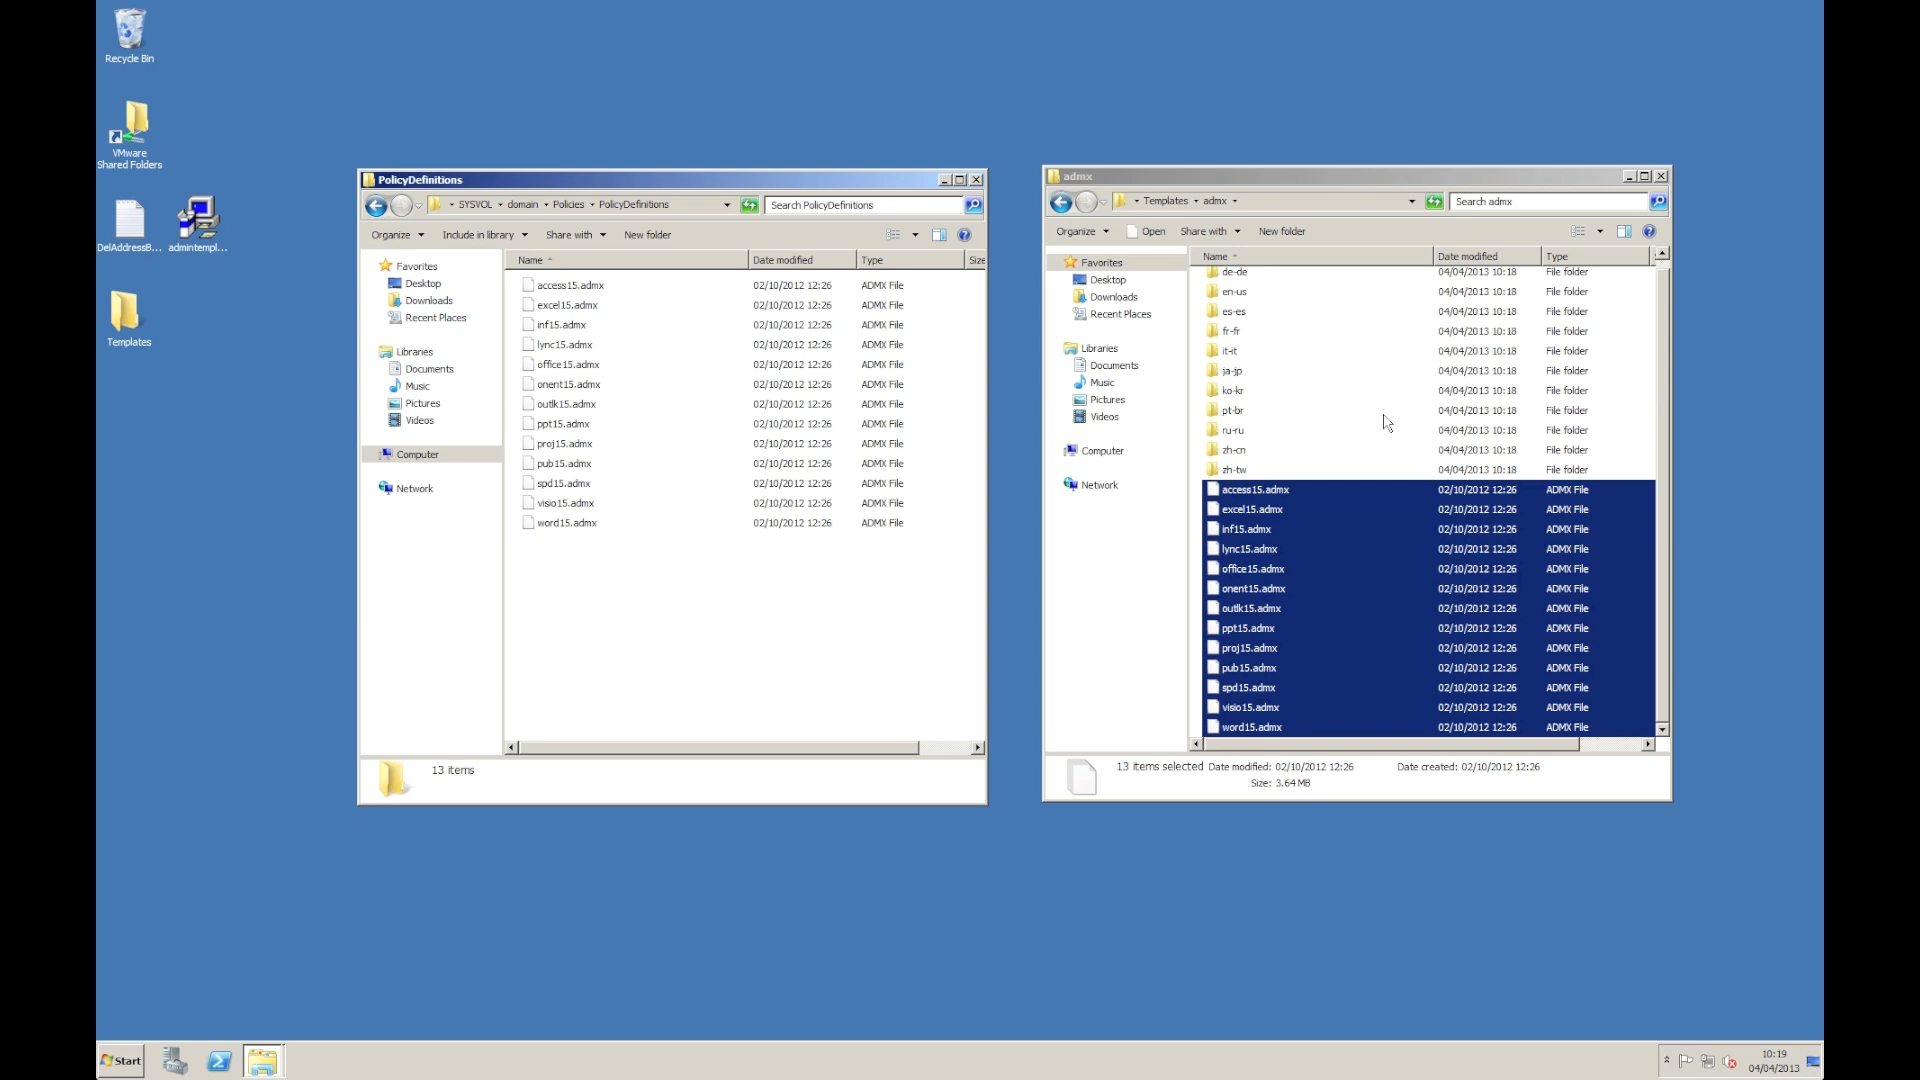 Recycle Bin
VMware
Shared Folders
DelAddressB...
admintempl...
Templates
PolicyDefinitions
SYSVOL
domain
Policies
PolicyDefinitions
Search PolicyDefinitions
Organize
Include in library
Share with
New folder
Favorites
Desktop
Downloads
Recent Places
Libraries
Documents
Music
Pictures
Videos
Computer
Network
Name Date modified Type Size
access15.admx 02/10/2012 12:26 ADMX File
excel15.admx 02/10/2012 12:26 ADMX File
inf15.admx 02/10/2012 12:26 ADMX File
lync15.admx 02/10/2012 12:26 ADMX File
office15.admx 02/10/2012 12:26 ADMX File
onent15.admx 02/10/2012 12:26 ADMX File
outlk15.admx 02/10/2012 12:26 ADMX File
ppt15.admx 02/10/2012 12:26 ADMX File
proj15.admx 02/10/2012 12:26 ADMX File
pub15.admx 02/10/2012 12:26 ADMX File
spd15.admx 02/10/2012 12:26 ADMX File
visio15.admx 02/10/2012 12:26 ADMX File
word15.admx 02/10/2012 12:26 ADMX File
13 items
admx
Templates
admx
Search admx
Organize
Open
Share with
New folder
Favorites
Desktop
Downloads
Recent Places
Libraries
Documents
Music
Pictures
Videos
Computer
Network
Name Date modified Type
de-de 04/04/2013 10:18 File folder
en-us 04/04/2013 10:18 File folder
es-es 04/04/2013 10:18 File folder
fr-fr 04/04/2013 10:18 File folder
it-it 04/04/2013 10:18 File folder
ja-jp 04/04/2013 10:18 File folder
ko-kr 04/04/2013 10:18 File folder
pt-br 04/04/2013 10:18 File folder
ru-ru 04/04/2013 10:18 File folder
zh-cn 04/04/2013 10:18 File folder
zh-tw 04/04/2013 10:18 File folder
access15.admx 02/10/2012 12:26 ADMX File
excel15.admx 02/10/2012 12:26 ADMX File
inf15.admx 02/10/2012 12:26 ADMX File
lync15.admx 02/10/2012 12:26 ADMX File
office15.admx 02/10/2012 12:26 ADMX File
onent15.admx 02/10/2012 12:26 ADMX File
outlk15.admx 02/10/2012 12:26 ADMX File
ppt15.admx 02/10/2012 12:26 ADMX File
proj15.admx 02/10/2012 12:26 ADMX File
pub15.admx 02/10/2012 12:26 ADMX File
spd15.admx 02/10/2012 12:26 ADMX File
visio15.admx 02/10/2012 12:26 ADMX File
word15.admx 02/10/2012 12:26 ADMX File
13 items selected Date modified: 02/10/2012 12:26 Date created: 02/10/2012 12:26
Size: 3.64 MB
Start
10:19
04/04/2013